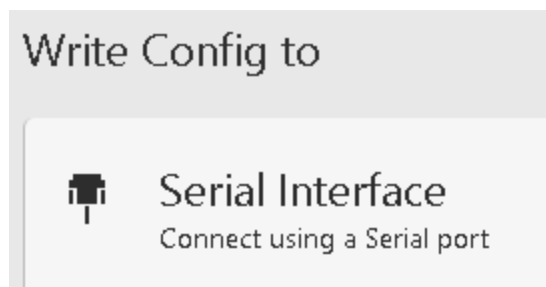 Write Config to
Serial Interface
Connect using a Serial port